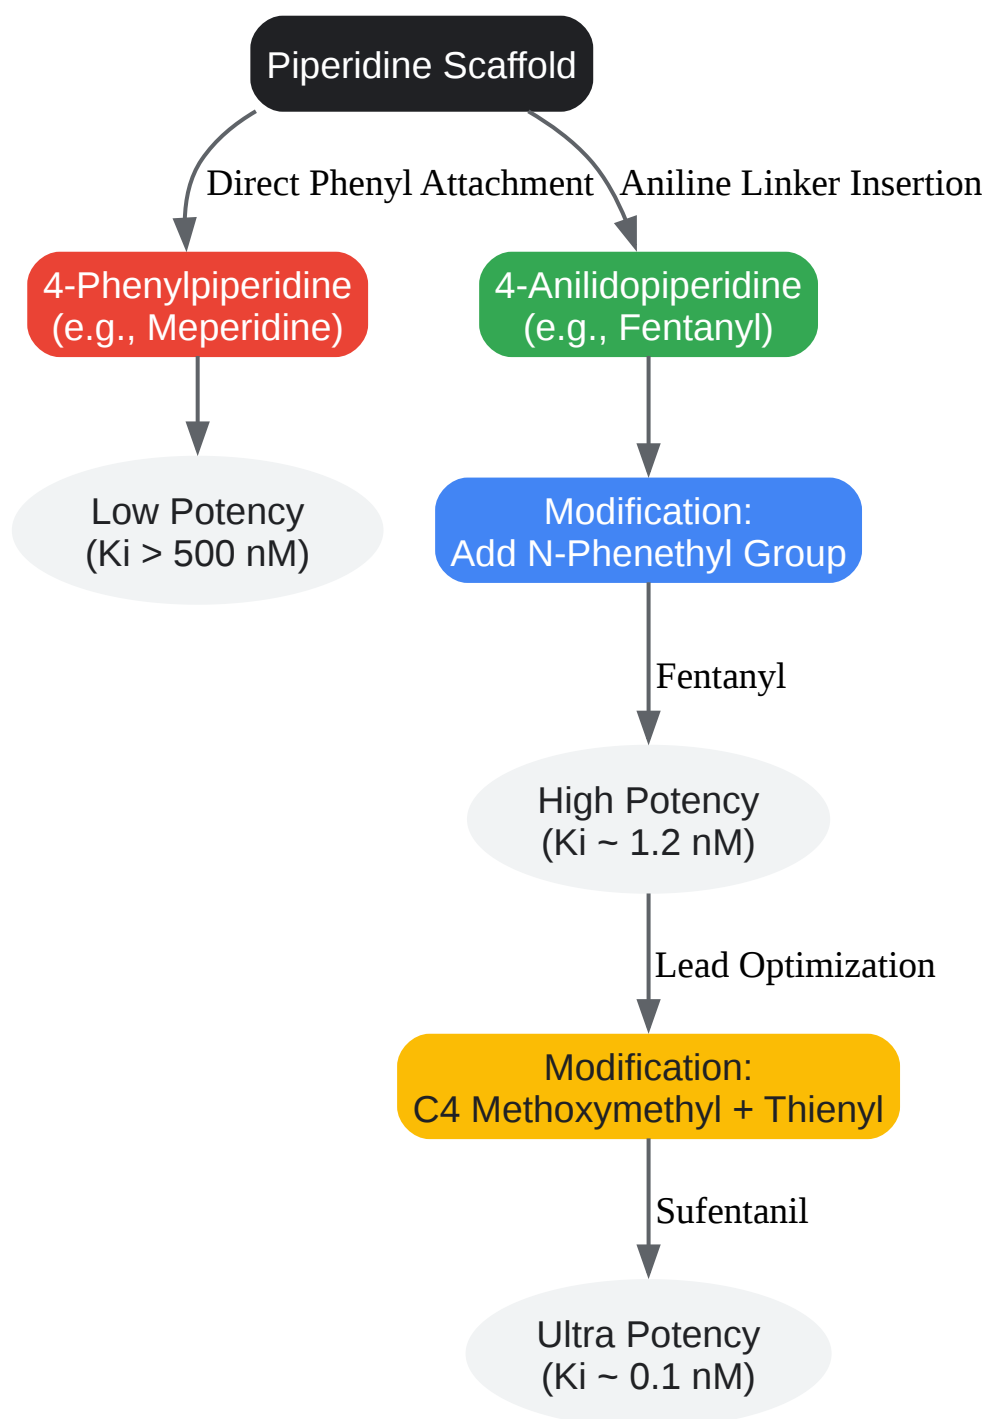 Piperidine Scaffold
Direct Phenyl Attachment
Aniline Linker Insertion
4-Phenylpiperidine
(e.g., Meperidine)
4-Anilidopiperidine
(e.g., Fentanyl)
Low Potency
(Ki > 500 nM)
Modification:
Add N-Phenethyl Group
Fentanyl
High Potency
(Ki ~ 1.2 nM)
Lead Optimization
Modification:
C4 Methoxymethyl + Thienyl
Sufentanil
Ultra Potency
(Ki ~ 0.1 nM)